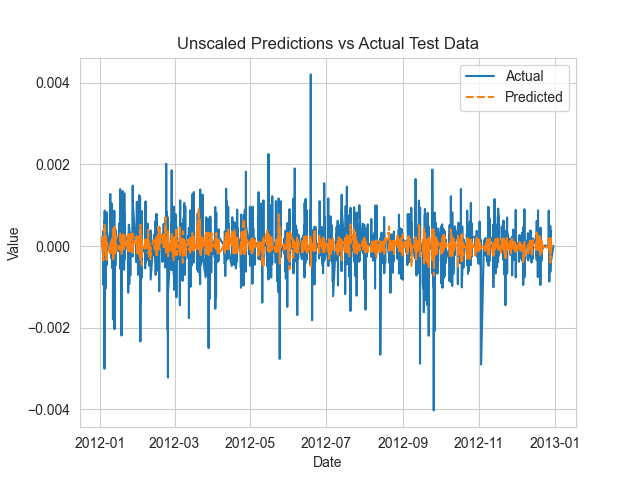 Unscaled Predictions vs Actual Test Data
Actual
Predicted
0.004
0.002
0.000
−0.002
−0.004
Value
2012-01
2012-03
2012-05
2012-07
2012-09
2012-11
2013-01
Date